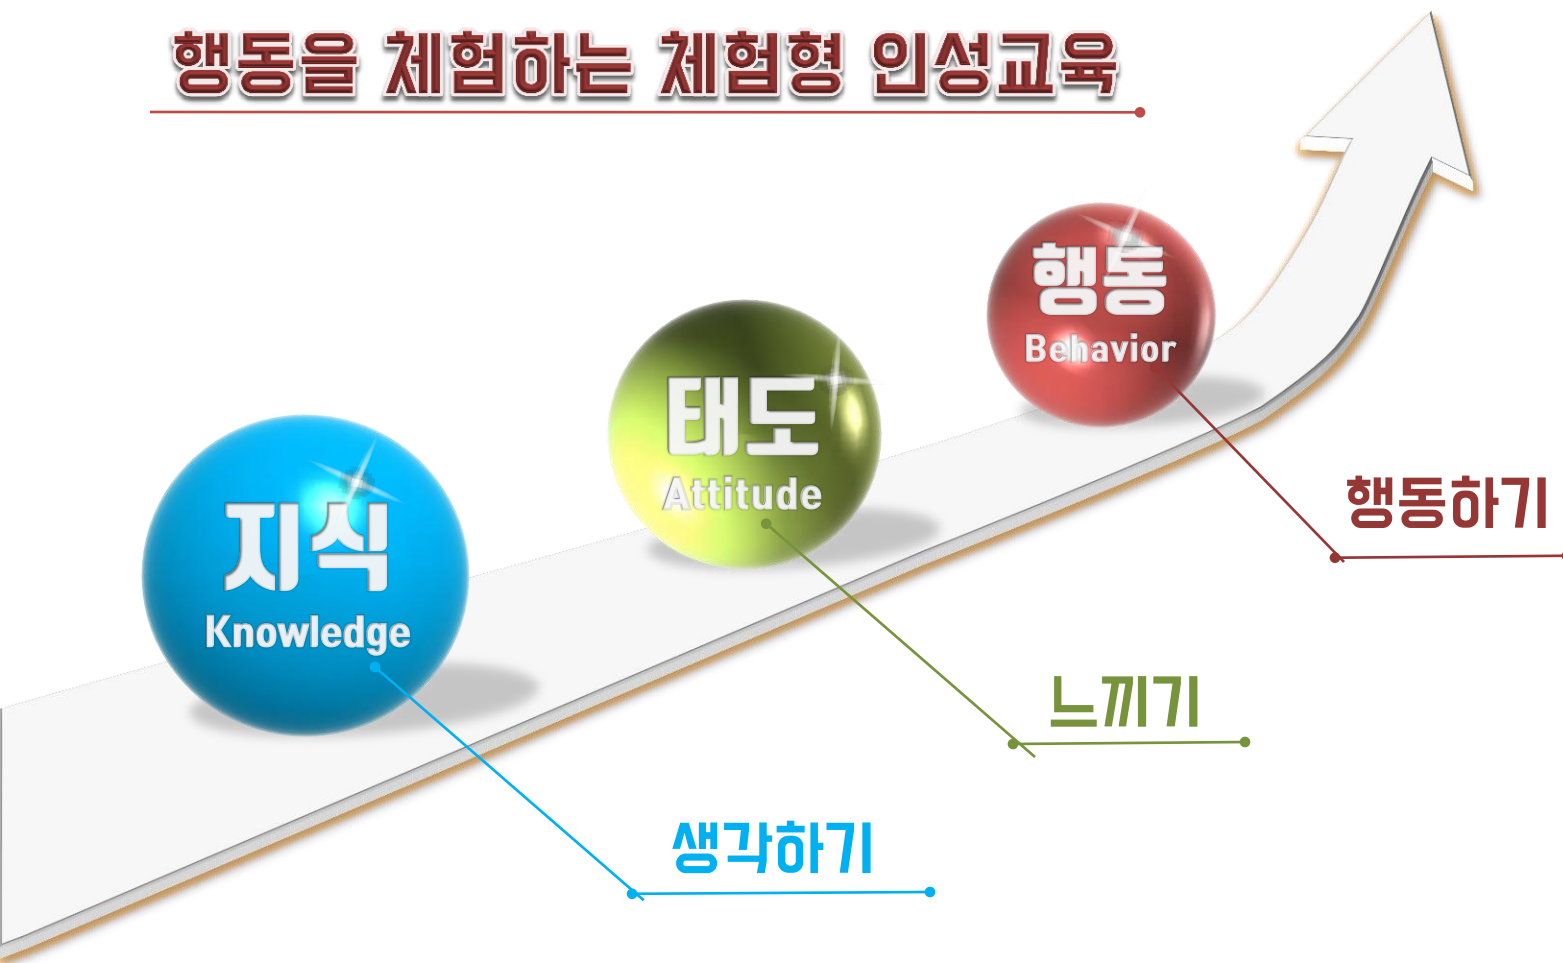 행동을 체험하는 체험형 인성교육
행동
Behavior
태도
Attitude
지식
Knowledge
행동하기
느끼기
생각하기